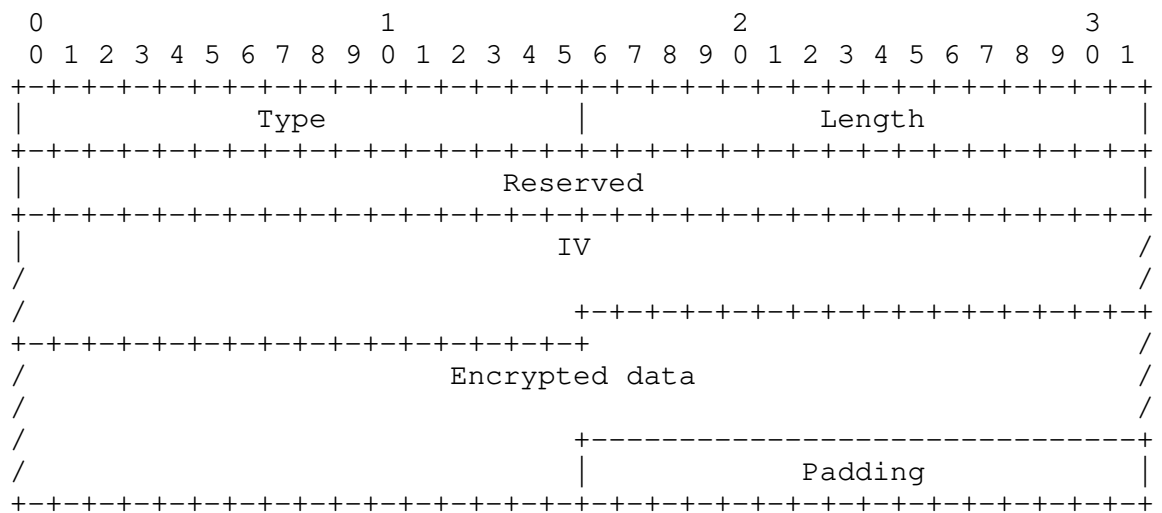 0                   1                   2                   3
 0 1 2 3 4 5 6 7 8 9 0 1 2 3 4 5 6 7 8 9 0 1 2 3 4 5 6 7 8 9 0 1
+-+-+-+-+-+-+-+-+-+-+-+-+-+-+-+-+-+-+-+-+-+-+-+-+-+-+-+-+-+-+-+-+
|             Type              |             Length            |
+-+-+-+-+-+-+-+-+-+-+-+-+-+-+-+-+-+-+-+-+-+-+-+-+-+-+-+-+-+-+-+-+
|                           Reserved                            |
+-+-+-+-+-+-+-+-+-+-+-+-+-+-+-+-+-+-+-+-+-+-+-+-+-+-+-+-+-+-+-+-+
|                              IV                               /
/                                                               /
/                               +-+-+-+-+-+-+-+-+-+-+-+-+-+-+-+-+
+-+-+-+-+-+-+-+-+-+-+-+-+-+-+-+-+                               /
/                        Encrypted data                         /
/                                                               /
/                               +-------------------------------+
/                               |            Padding            |
+-+-+-+-+-+-+-+-+-+-+-+-+-+-+-+-+-+-+-+-+-+-+-+-+-+-+-+-+-+-+-+-+